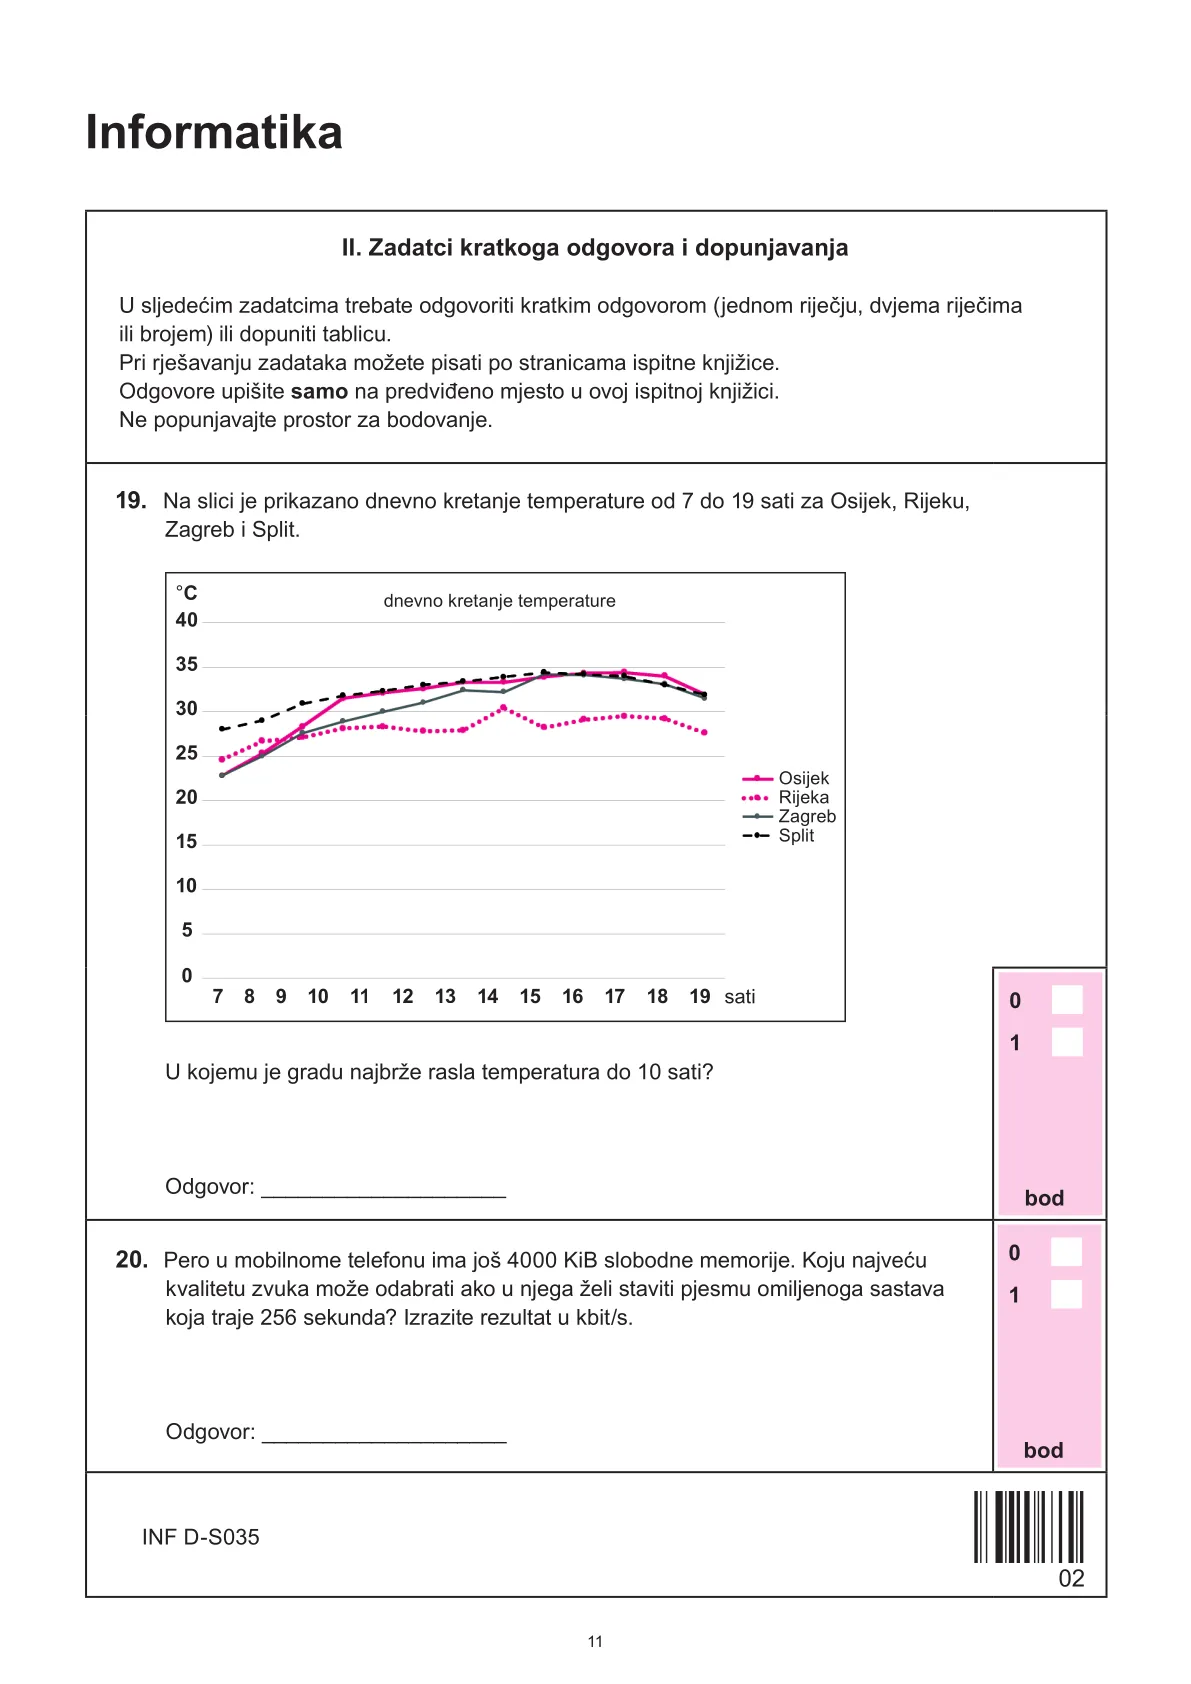 Informatika
II. Zadatci kratkoga odgovora i dopunjavanja
U sljedećim zadatcima trebate odgovoriti kratkim odgovorom (jednom riječju, dvjema riječima
ili brojem) ili dopuniti tablicu.
Pri rješavanju zadataka možete pisati po stranicama ispitne knjižice.
Odgovore upišite samo na predviđeno mjesto u ovoj ispitnoj knjižici.
Ne popunjavajte prostor za bodovanje.
19. Na slici je prikazano dnevno kretanje temperature od 7 do 19 sati za Osijek, Rijeku,
Zagreb i Split.
°C
dnevno kretanje temperature
40
35
30
25
20
15
10
5
0
Osijek
Rijeka
Zagreb
Split
7 8 9 10 11 12 13 14 15 16 17 18 19 sati
0
1
U kojemu je gradu najbrže rasla temperatura do 10 sati?
Odgovor: ____________________
bod
20. Pero u mobilnome telefonu ima još 4000 KiB slobodne memorije. Koju najveću
kvalitetu zvuka može odabrati ako u njega želi staviti pjesmu omiljenoga sastava
koja traje 256 sekunda? Izrazite rezultat u kbit/s.
0
1
Odgovor: ____________________
bod
INF D-S035
02
11